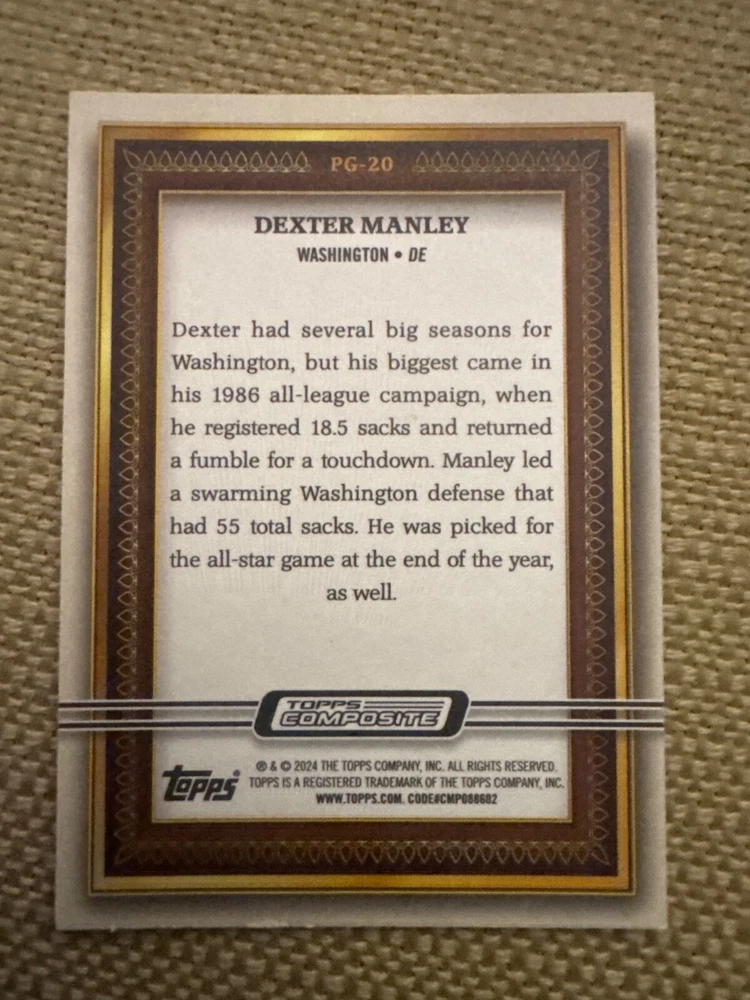 PG-20
DEXTER MANLEY
WASHINGTON • DE
Dexter had several big seasons for
Washington, but his biggest came in
his 1986 all-league campaign, when
he registered 18.5 sacks and returned
a fumble for a touchdown. Manley led
a swarming Washington defense that
had 55 total sacks. He was picked for
the all-star game at the end of the year,
as well.
TOPPS
COMPOSITE
topps®
® & © 2024 THE TOPPS COMPANY, INC. ALL RIGHTS RESERVED.
TOPPS IS A REGISTERED TRADEMARK OF THE TOPPS COMPANY, INC.
WWW.TOPPS.COM. CODE#CMP088602